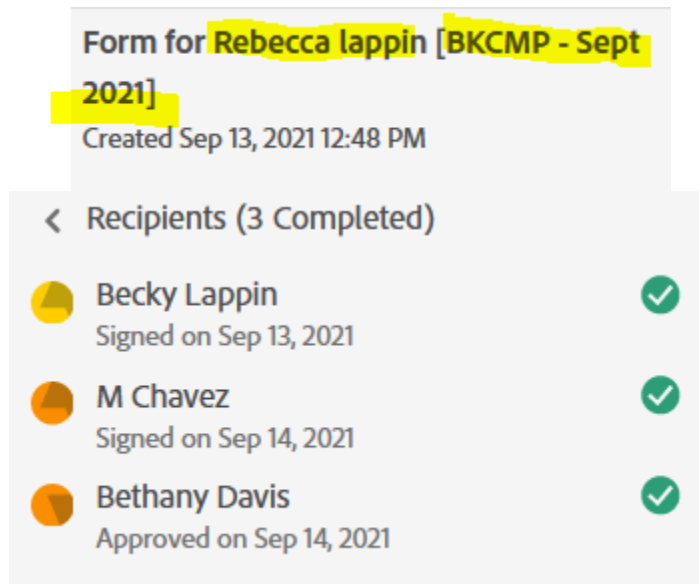 Form for Rebecca lappin [BKCMP - Sept
2021]
Created Sep 13, 2021 12:48 PM
Recipients (3 Completed)
Becky Lappin
Signed on Sep 13, 2021
M Chavez
Signed on Sep 14, 2021
Bethany Davis
Approved on Sep 14, 2021